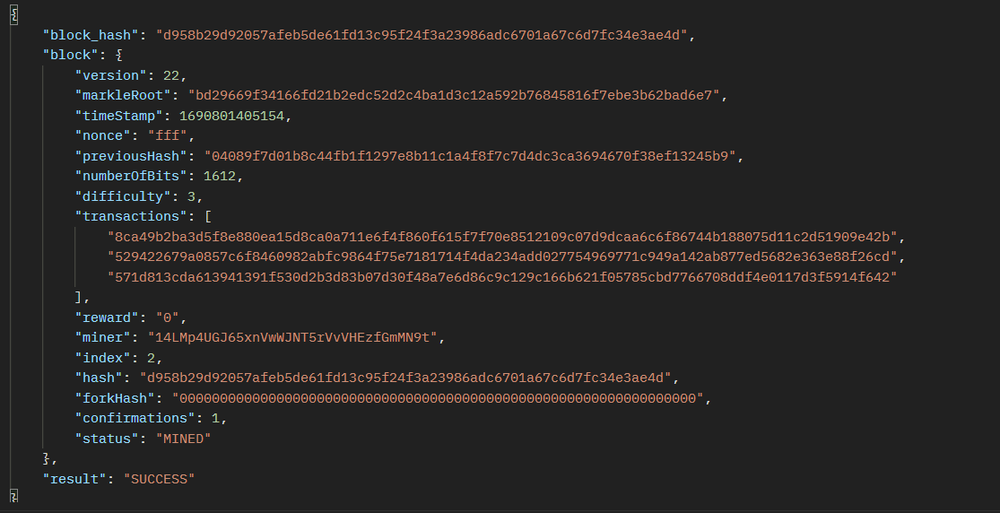 {
"block_hash": "d958b29d92057afeb5de61fd13c95f24f3a23986adc6701a67c6d7fc34e3ae4d",
"block": {
"version": 22,
"markleRoot": "bd29669f34166fd21b2edc52d2c4ba1d3c12a592b76845816f7ebe3b62bad6e7",
"timeStamp": 1690801405154,
"nonce": "fff",
"previousHash": "04089f7d01b8c44fb1f1297e8b11c1a4f8f7c7d4dc3ca3694670f38ef13245b9",
"numberOfBits": 1612,
"difficulty": 3,
"transactions": [
"8ca49b2ba3d5f8e880ea15d8ca0a711e6f4f860f615f7f70e8512109c07d9dcaa6c6f86744b188075d11c2d51909e42b",
"529422679a0857c6f8460982abfc9864f75e7181714f4da234add027754969771c949a142ab877ed5682e363e88f26cd",
"571d813cda613941391f530d2b3d83b07d30f48a7e6d86c9c129c166b621f05785cbd7766708ddf4e0117d3f5914f642"
],
"reward": "0",
"miner": "14LMp4UGJ65xnVwWJNT5rVvVHEzfGmMN9t",
"index": 2,
"hash": "d958b29d92057afeb5de61fd13c95f24f3a23986adc6701a67c6d7fc34e3ae4d",
"forkHash": "0000000000000000000000000000000000000000000000000000000000000000",
"confirmations": 1,
"status": "MINED"
},
"result": "SUCCESS"
}